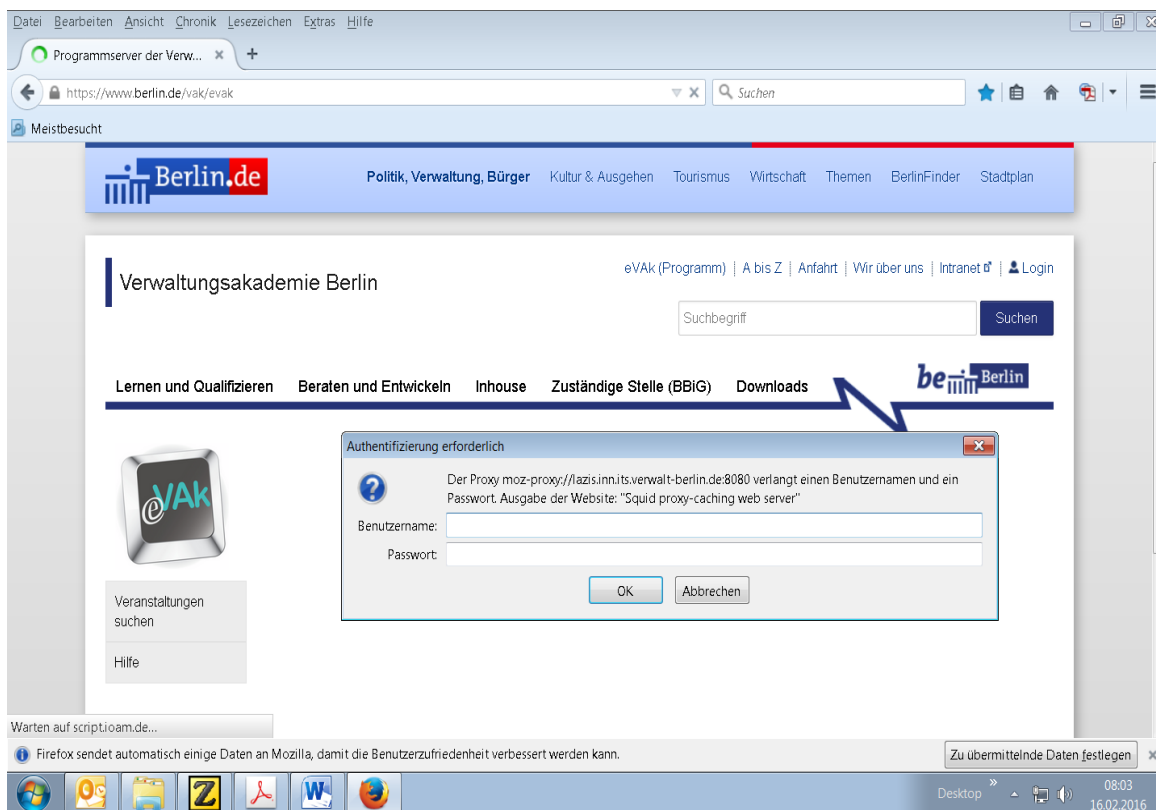 Datei Bearbeiten Ansicht Chronik Lesezeichen Extras Hilfe
Programmserver der Verw... × +
https://www.berlin.de/vak/evak
Suchen
Meistbesucht
Berlin.de
Politik, Verwaltung, Bürger Kultur & Ausgehen Tourismus Wirtschaft Themen BerlinFinder Stadtplan
Verwaltungsakademie Berlin
eVAk (Programm) | A bis Z | Anfahrt | Wir über uns | Intranet | Login
Suchbegriff Suchen
be Berlin
Lernen und Qualifizieren Beraten und Entwickeln Inhouse Zuständige Stelle (BBiG) Downloads
eVAk
Authentifizierung erforderlich
Der Proxy moz-proxy://lazis.inn.its.verwalt-berlin.de:8080 verlangt einen Benutzernamen und ein
Passwort. Ausgabe der Website: "Squid proxy-caching web server"
Benutzername:
Passwort:
OK Abbrechen
Veranstaltungen
suchen
Hilfe
Warten auf script.ioam.de...
Firefox sendet automatisch einige Daten an Mozilla, damit die Benutzerzufriedenheit verbessert werden kann.
Zu übermittelnde Daten festlegen
Desktop » 08:03
16.02.2016